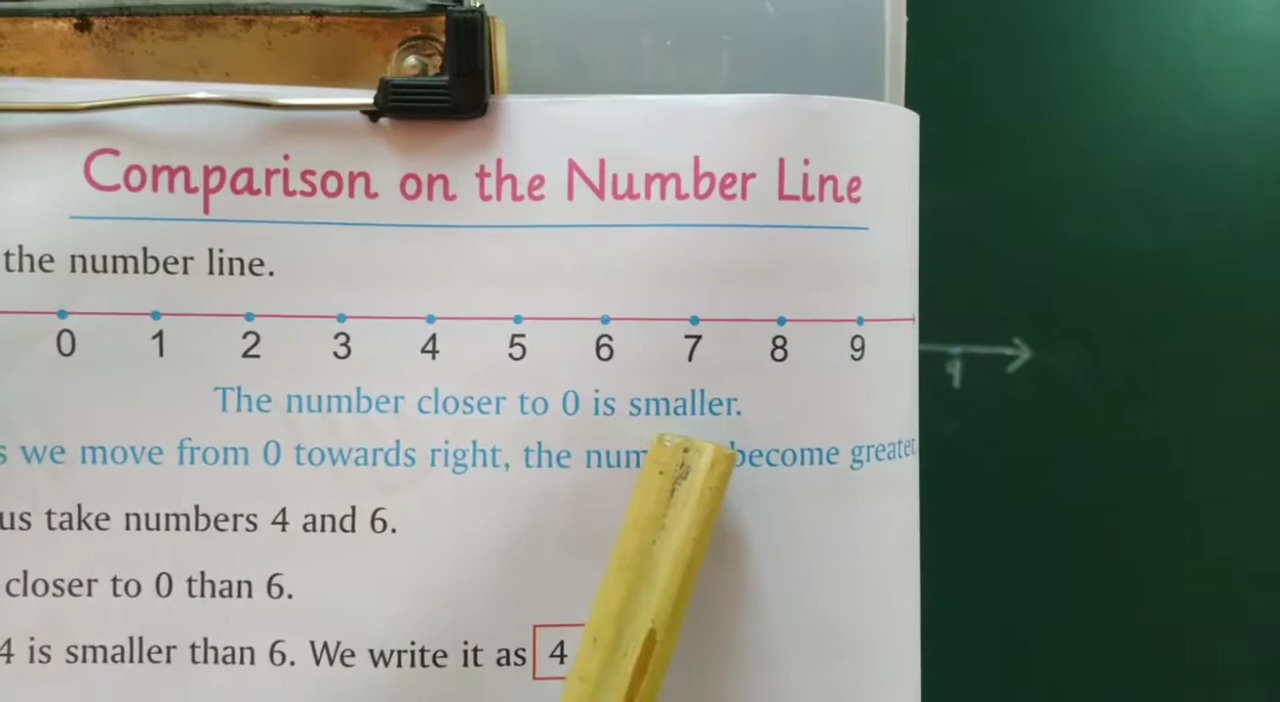 Comparison on the Number Line
the number line.
0 1 2 3 4 5 6 7 8 9
The number closer to 0 is smaller.
we move from 0 towards right, the become greater
us take numbers 4 and 6.
closer to 0 than 6.
4 is smaller than 6. We write it as 4
9